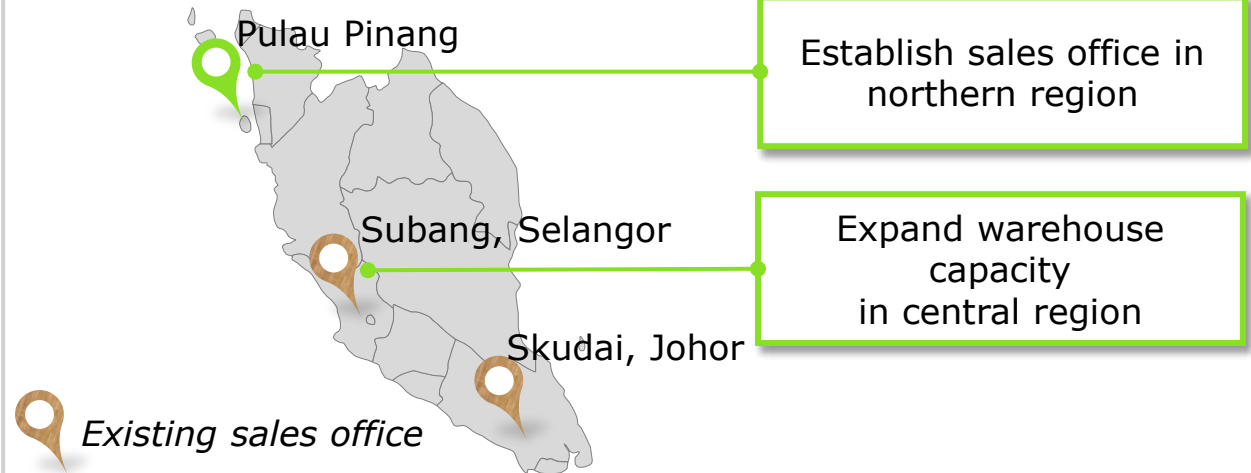 Pulau Pinang
Establish sales office in
northern region
Subang, Selangor
Expand warehouse
capacity
in central region
Skudai, Johor
Existing sales office